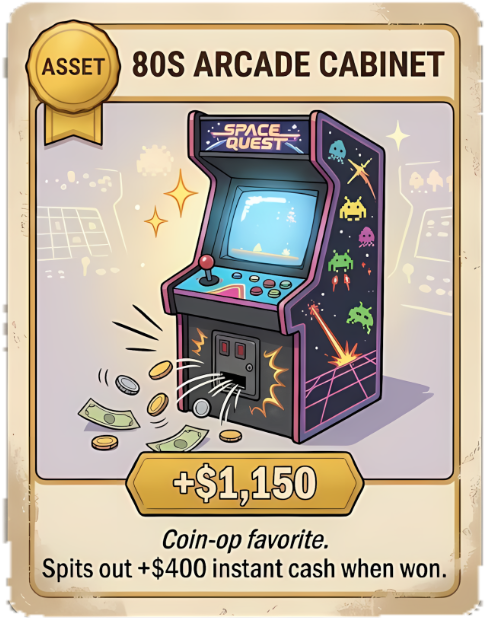 ASSET
80S ARCADE CABINET
SPACE
QUEST
+$1,150
Coin-op favorite.
Spits out +$400 instant cash when won.